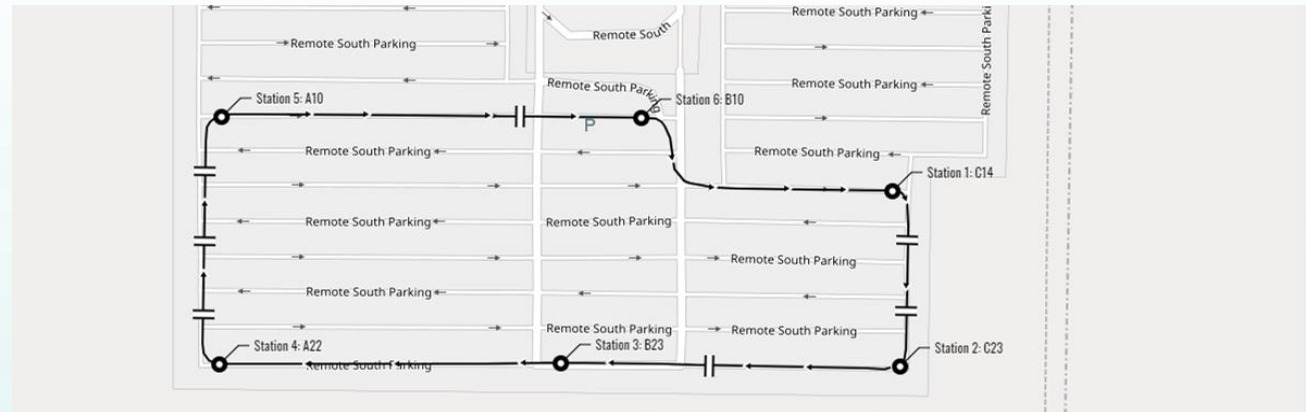 Remote South Parking
Remote South
Remote South Parking
Remote South Parki
Remote South Parking
Remote South Parking
Station 5: A10
Station 6: B10
P
Remote South Parking
Remote South Parking
Station 1: C14
Remote South Parking
Remote South Parking
Remote South Parking
Remote South Parking
Remote South Parking
Remote South Parking
Station 4: A22
Station 3: B23
Station 2: C23
Remote South Parking